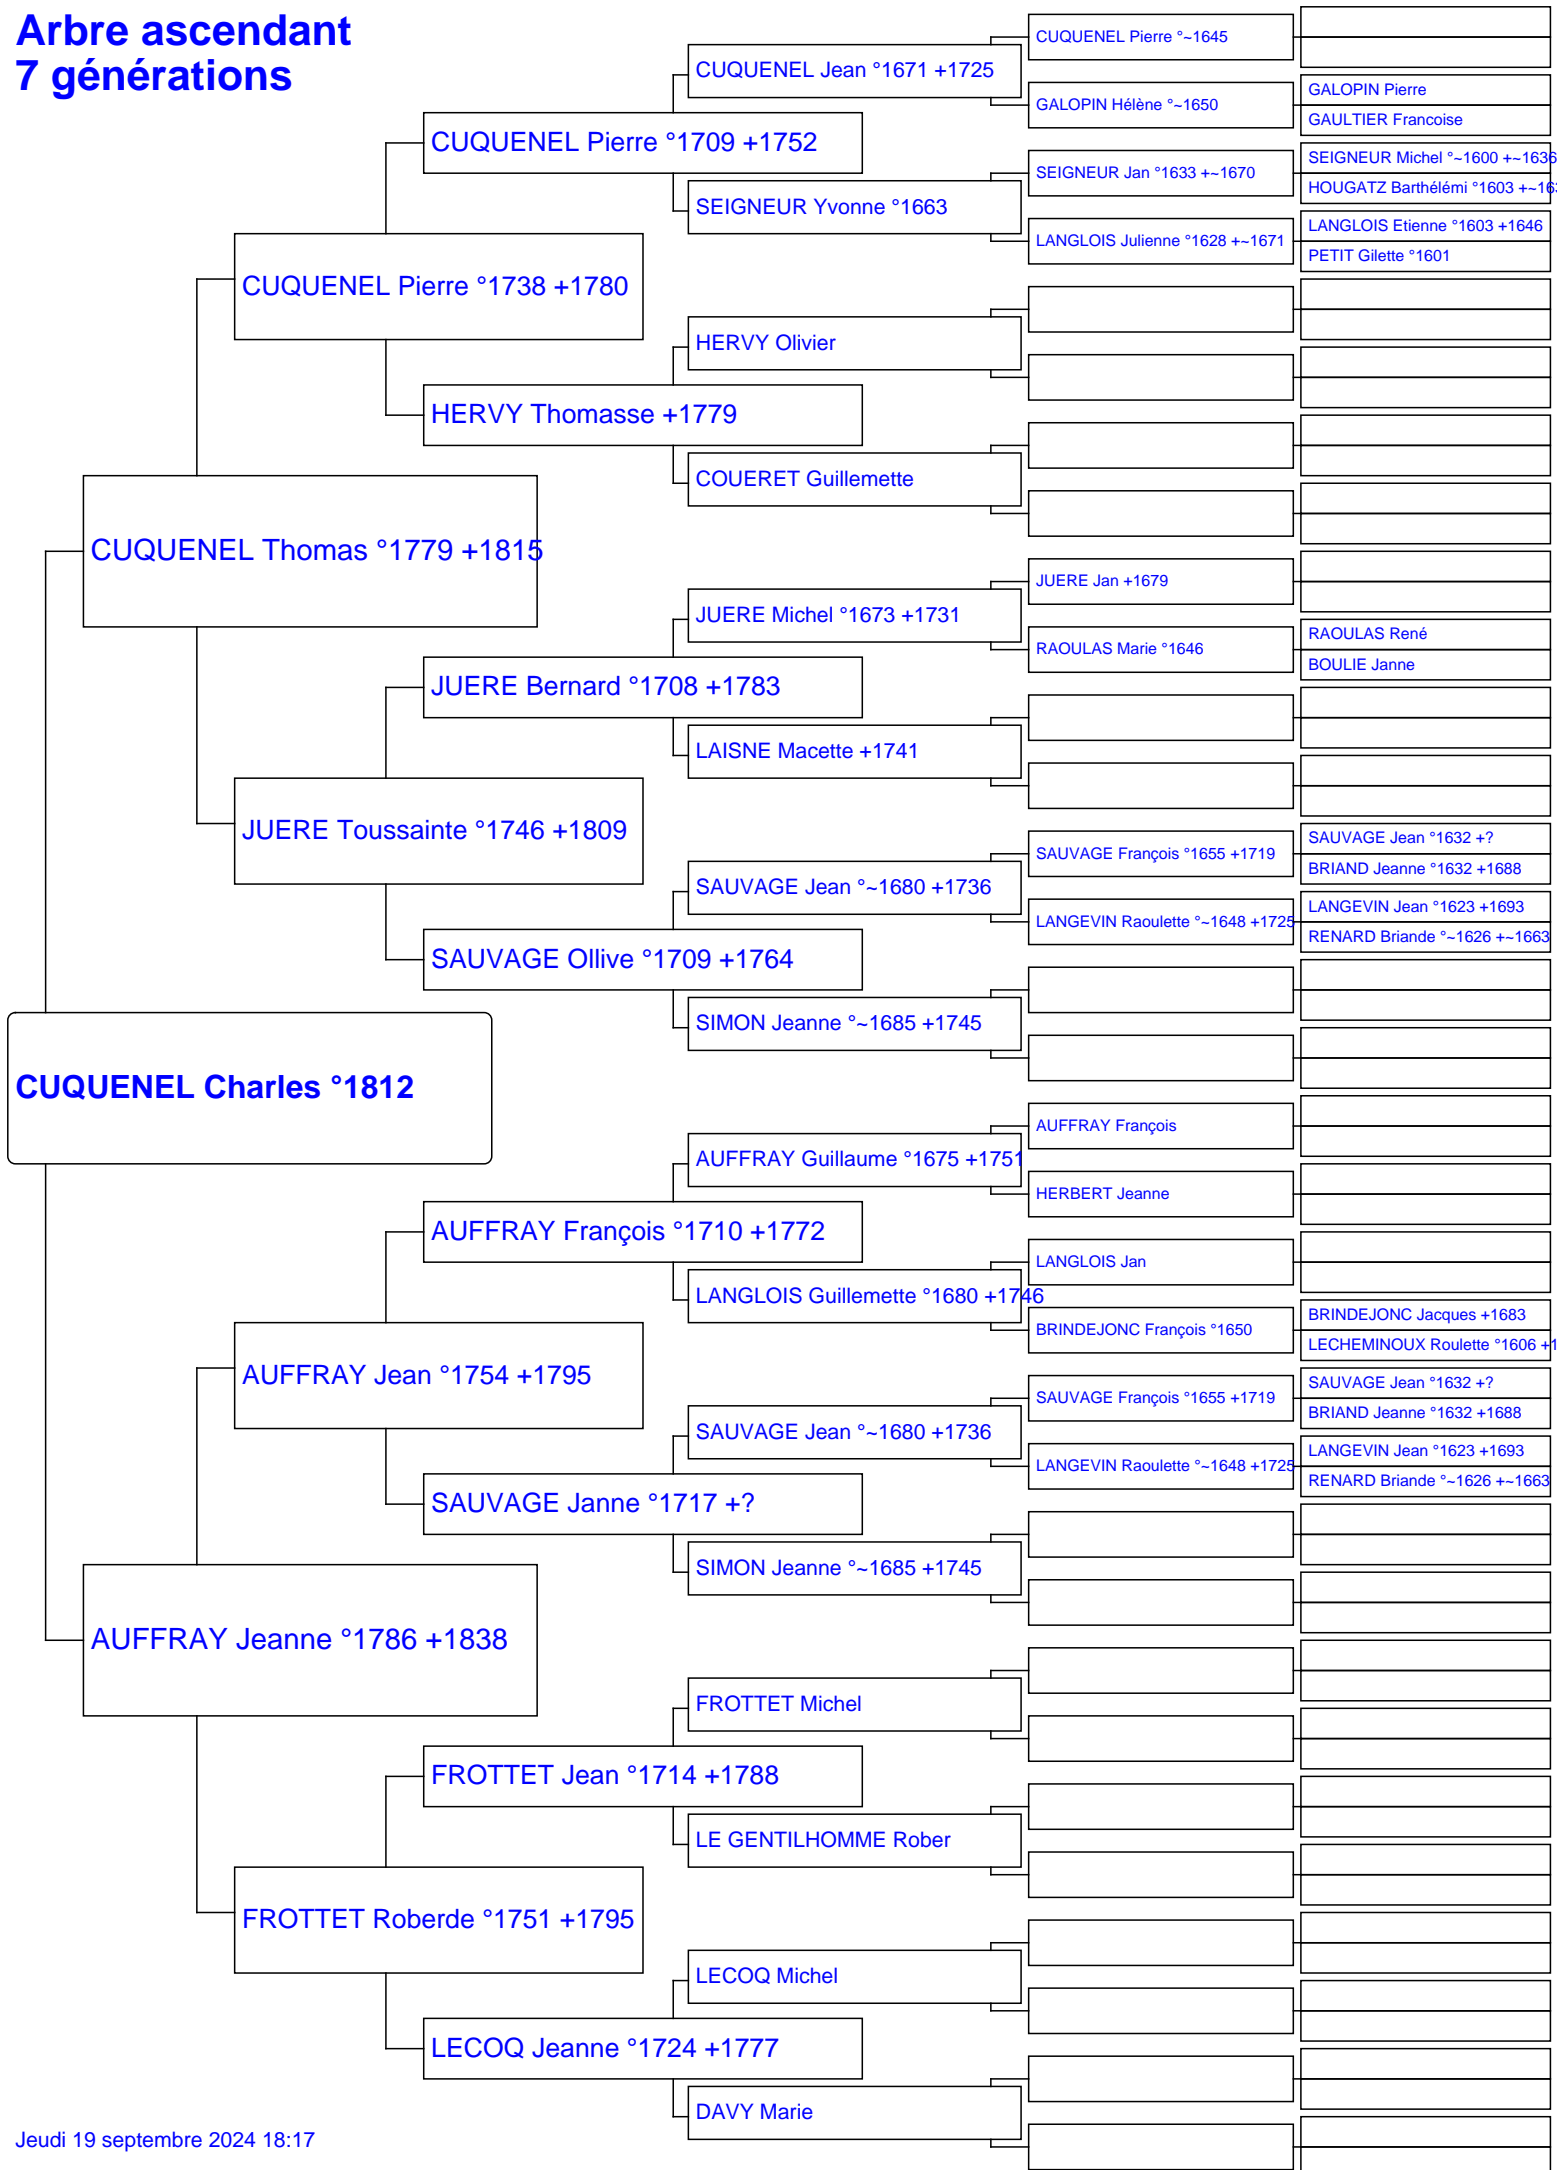 Arbre ascendant
7 générations
CUQUENEL Charles °1812
CUQUENEL Thomas °1779 +1815
AUFFRAY Jeanne °1786 +1838
CUQUENEL Pierre °1738 +1780
JUERE Toussainte °1746 +1809
AUFFRAY Jean °1754 +1795
FROTTET Roberde °1751 +1795
CUQUENEL Pierre °1709 +1752
HERVY Thomasse +1779
JUERE Bernard °1708 +1783
SAUVAGE Ollive °1709 +1764
AUFFRAY François °1710 +1772
SAUVAGE Janne °1717 +?
FROTTET Jean °1714 +1788
LECOQ Jeanne °1724 +1777
CUQUENEL Jean °1671 +1725
SEIGNEUR Yvonne °1663
HERVY Olivier
COUERET Guillemette
JUERE Michel °1673 +1731
LAISNE Macette +1741
SAUVAGE Jean °~1680 +1736
SIMON Jeanne °~1685 +1745
AUFFRAY Guillaume °1675 +1751
LANGLOIS Guillemette °1680 +1746
SAUVAGE Jean °~1680 +1736
SIMON Jeanne °~1685 +1745
FROTTET Michel
LE GENTILHOMME Rober
LECOQ Michel
DAVY Marie
CUQUENEL Pierre °~1645
GALOPIN Hélène °~1650
SEIGNEUR Jan °1633 +~1670
LANGLOIS Julienne °1628 +~1671
JUERE Jan +1679
RAOULAS Marie °1646
SAUVAGE François °1655 +1719
LANGEVIN Raoulette °~1648 +1725
AUFFRAY François
HERBERT Jeanne
LANGLOIS Jan
BRINDEJONC François °1650
SAUVAGE François °1655 +1719
LANGEVIN Raoulette °~1648 +1725
GALOPIN Pierre
GAULTIER Francoise
SEIGNEUR Michel °~1600 +~1636
HOUGATZ Barthélémi °1603 +~163
LANGLOIS Etienne °1603 +1646
PETIT Gilette °1601
RAOULAS René
BOULIE Janne
SAUVAGE Jean °1632 +?
BRIAND Jeanne °1632 +1688
LANGEVIN Jean °1623 +1693
RENARD Briande °~1626 +~1663
BRINDEJONC Jacques +1683
LECHEMINOUX Roulette °1606 +1
SAUVAGE Jean °1632 +?
BRIAND Jeanne °1632 +1688
LANGEVIN Jean °1623 +1693
RENARD Briande °~1626 +~1663
Jeudi 19 septembre 2024 18:17